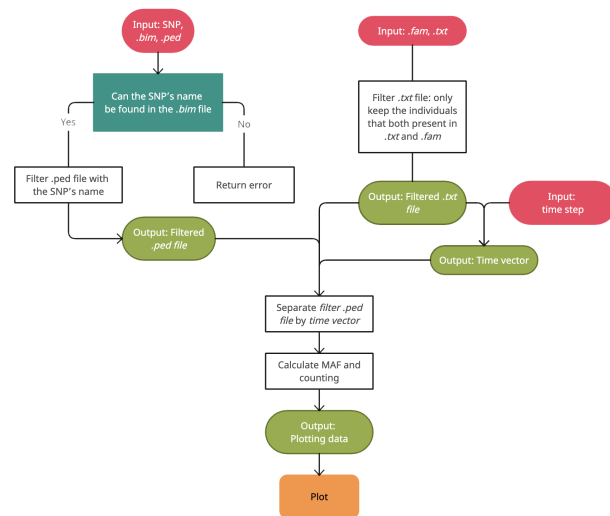 Input: SNP,
.bim, .ped
Input: .fam, .txt
Can the SNP's name
be found in the .bim file
Filter .txt file: only
keep the individuals
that both present in
.txt and .fam
Yes
No
Filter .ped file with
the SNP's name
Return error
Output: Filtered .txt
file
Input:
time step
Output: Filtered
.ped file
Output: Time vector
Separate filter .ped
file by time vector
Calculate MAF and
counting
Output:
Plotting data
Plot